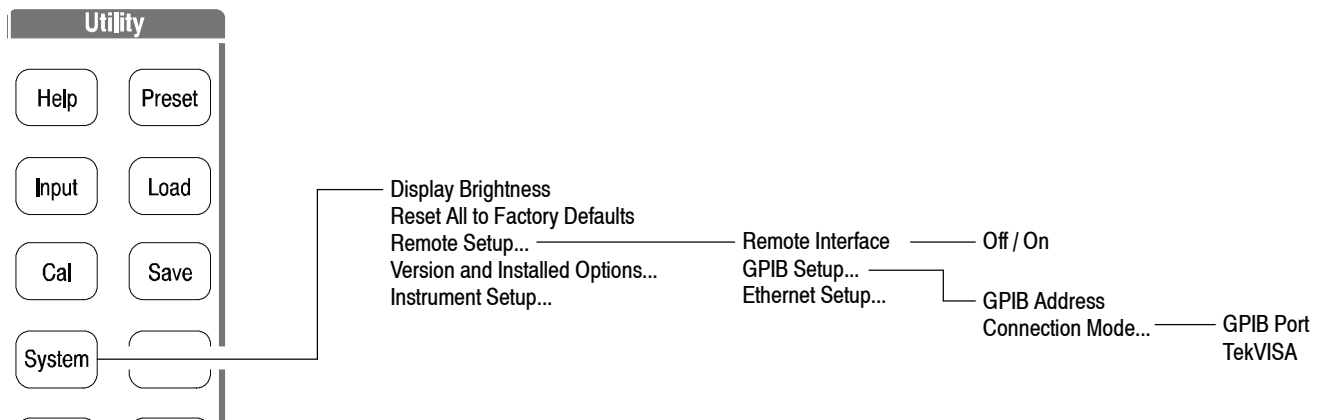 Utility
Help
Preset
Input
Load
Cal
Save
System
Display Brightness
Reset All to Factory Defaults
Remote Setup...
Version and Installed Options...
Instrument Setup...
Remote Interface
GPIB Setup...
Ethernet Setup...
Off / On
GPIB Address
Connection Mode...
GPIB Port
TekVISA